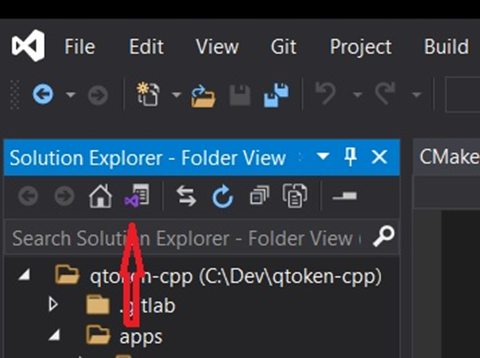 File Edit View Git Project Build
Solution Explorer - Folder View
CMake
Search Solution Explorer - Folder View (
qtoken-cpp (C:\Dev\qtoken-cpp)
.gitlab
apps